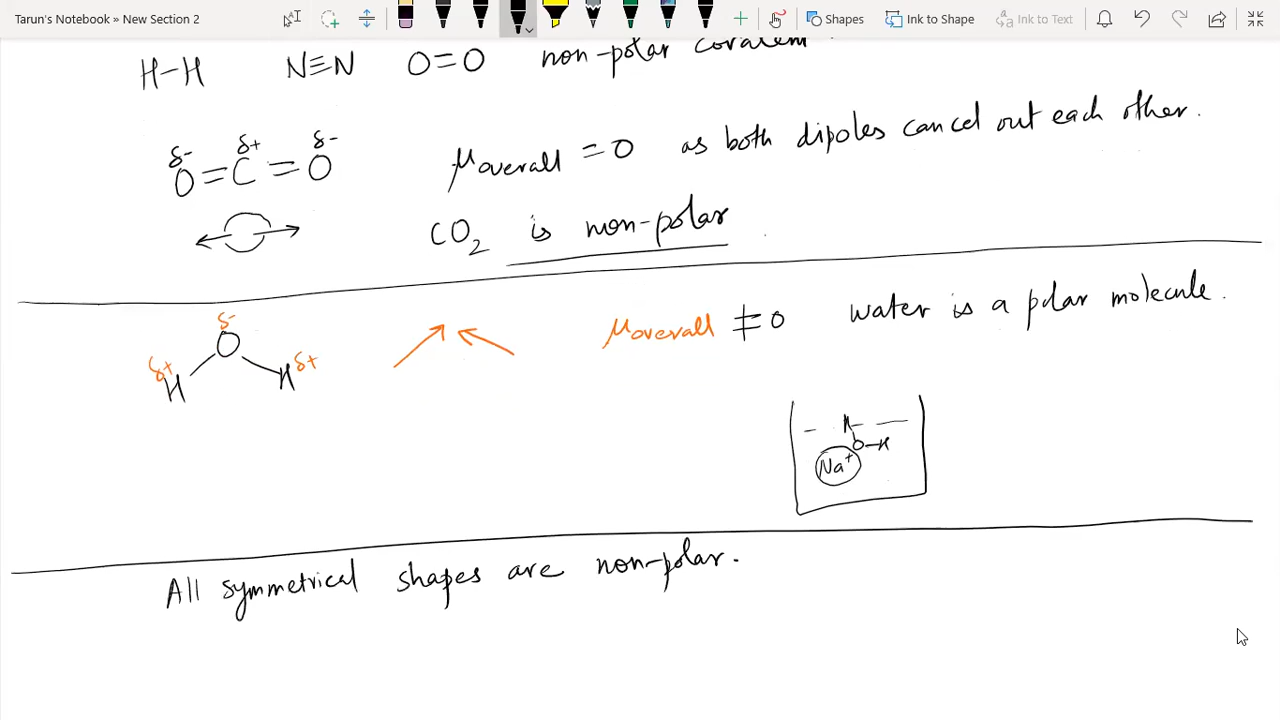 Tarun's Notebook » New Section 2
Shapes Ink to Shape Ink to Text
H-H N≡N O=O non-polar covalent.
δ- δ+ δ-
O=C=O μoverall =0 as both dipoles cancel out each other.
CO2 is non-polar
δ-
O μoverall ≠0 water is a polar molecule.
δ+ H H δ+
H
O-H
Na+
All symmetrical shapes are non-polar.